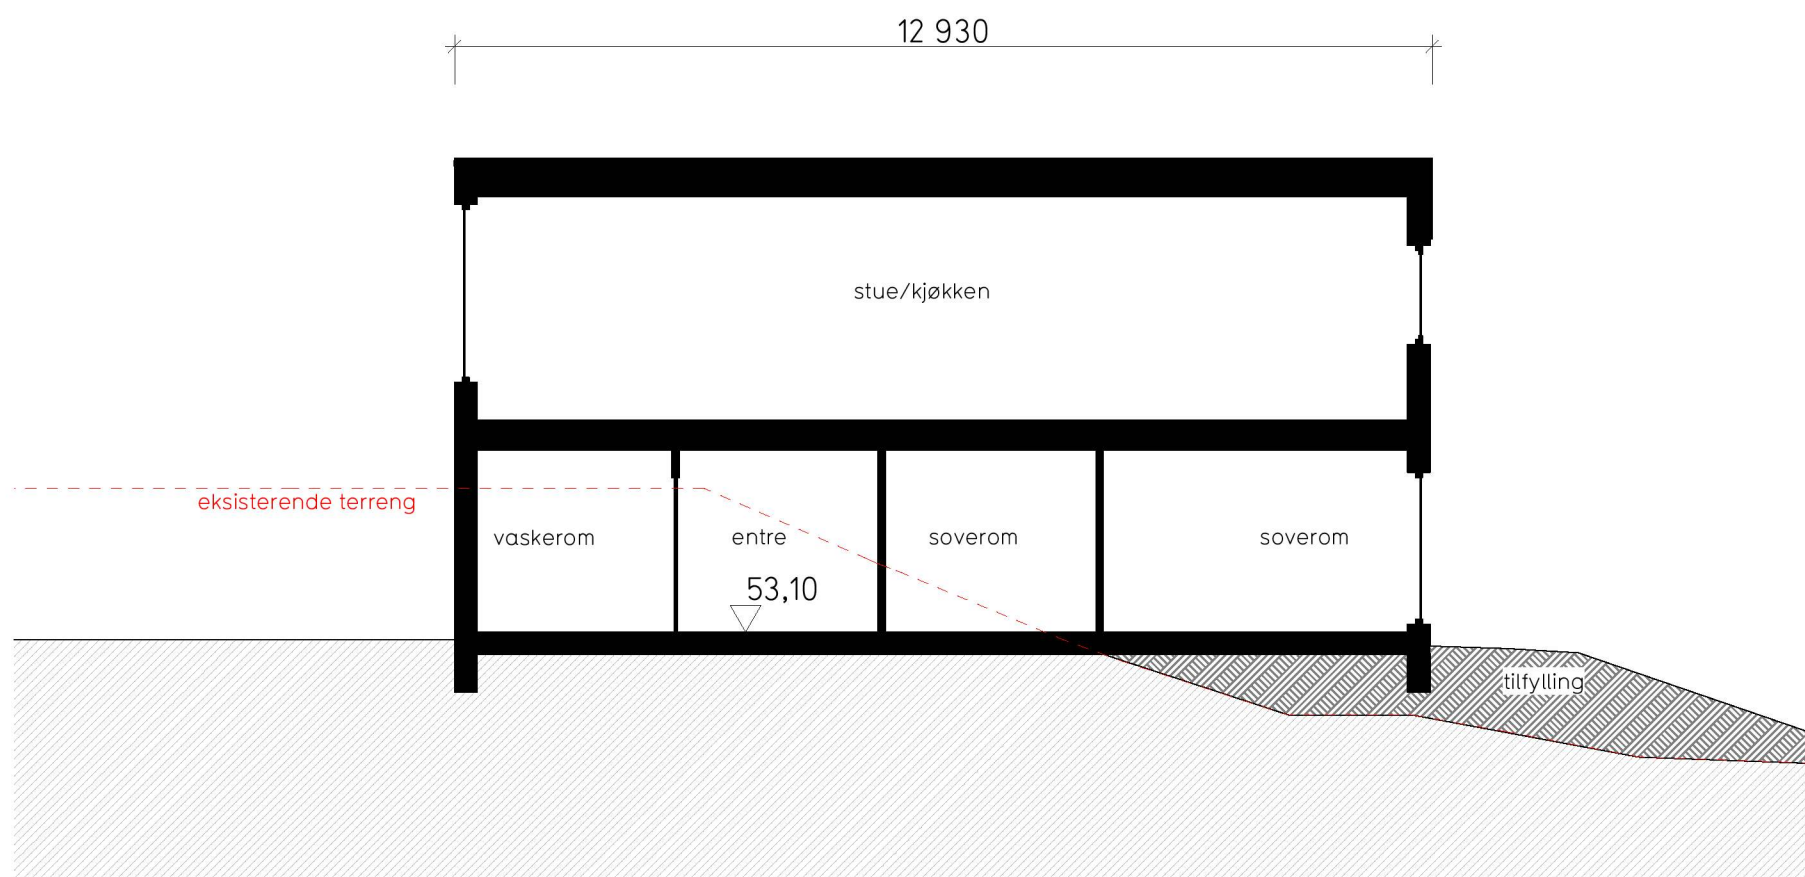 12 930
stue/kjøkken
eksisterende terreng
vaskerom
entre
soverom
soverom
53,10
tilfylling